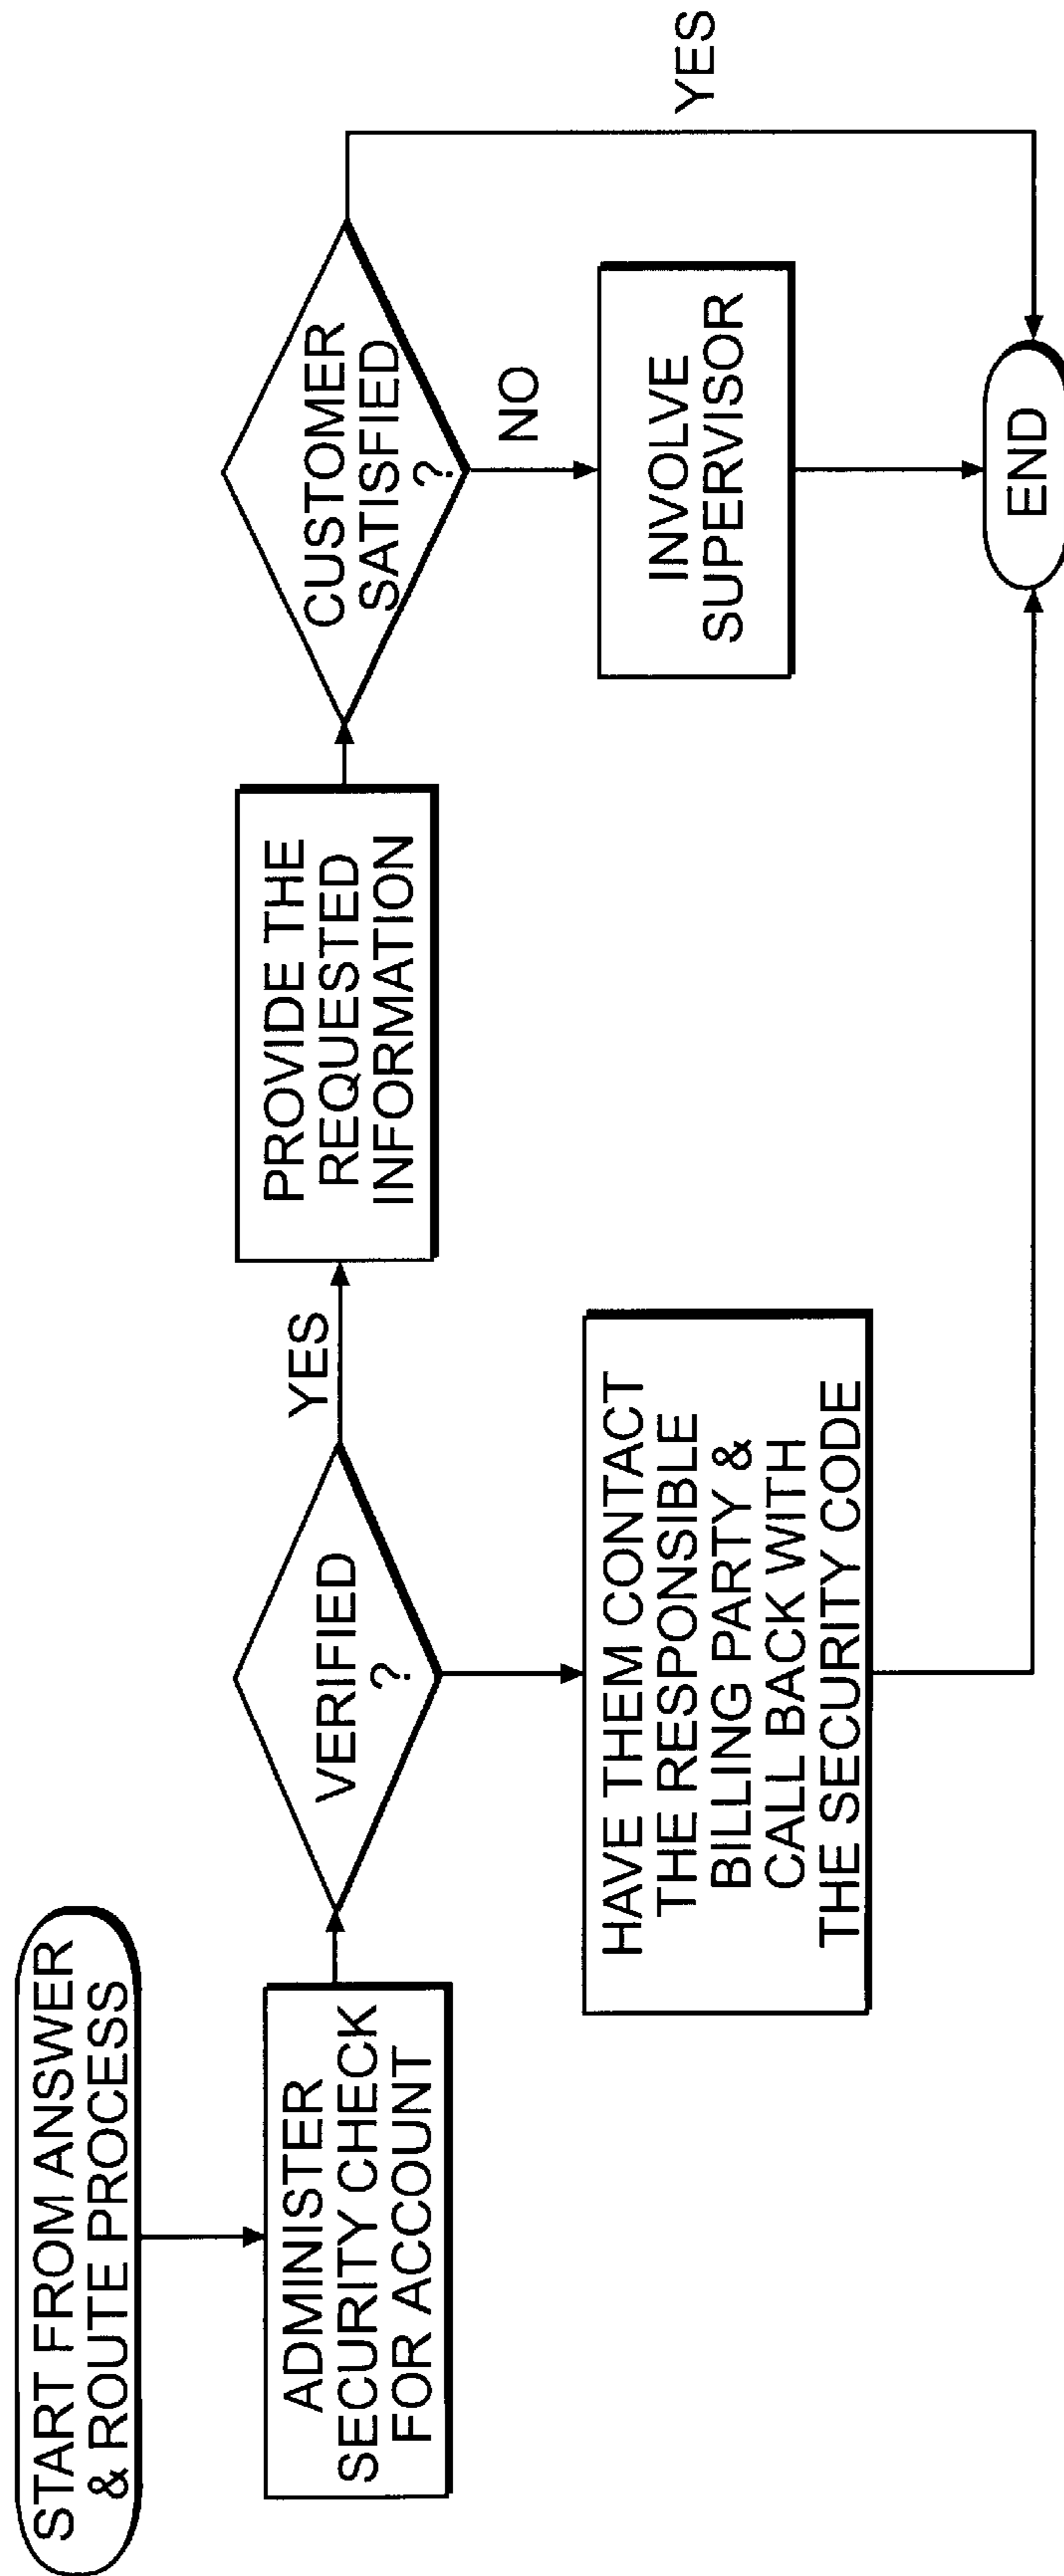 START FROM ANSWER
& ROUTE PROCESS
ADMINISTER
SECURITY CHECK
FOR ACCOUNT
VERIFIED
?
YES
PROVIDE THE
REQUESTED
INFORMATION
CUSTOMER
SATISFIED
?
YES
NO
INVOLVE
SUPERVISOR
HAVE THEM CONTACT
THE RESPONSIBLE
BILLING PARTY &
CALL BACK WITH
THE SECURITY CODE
END